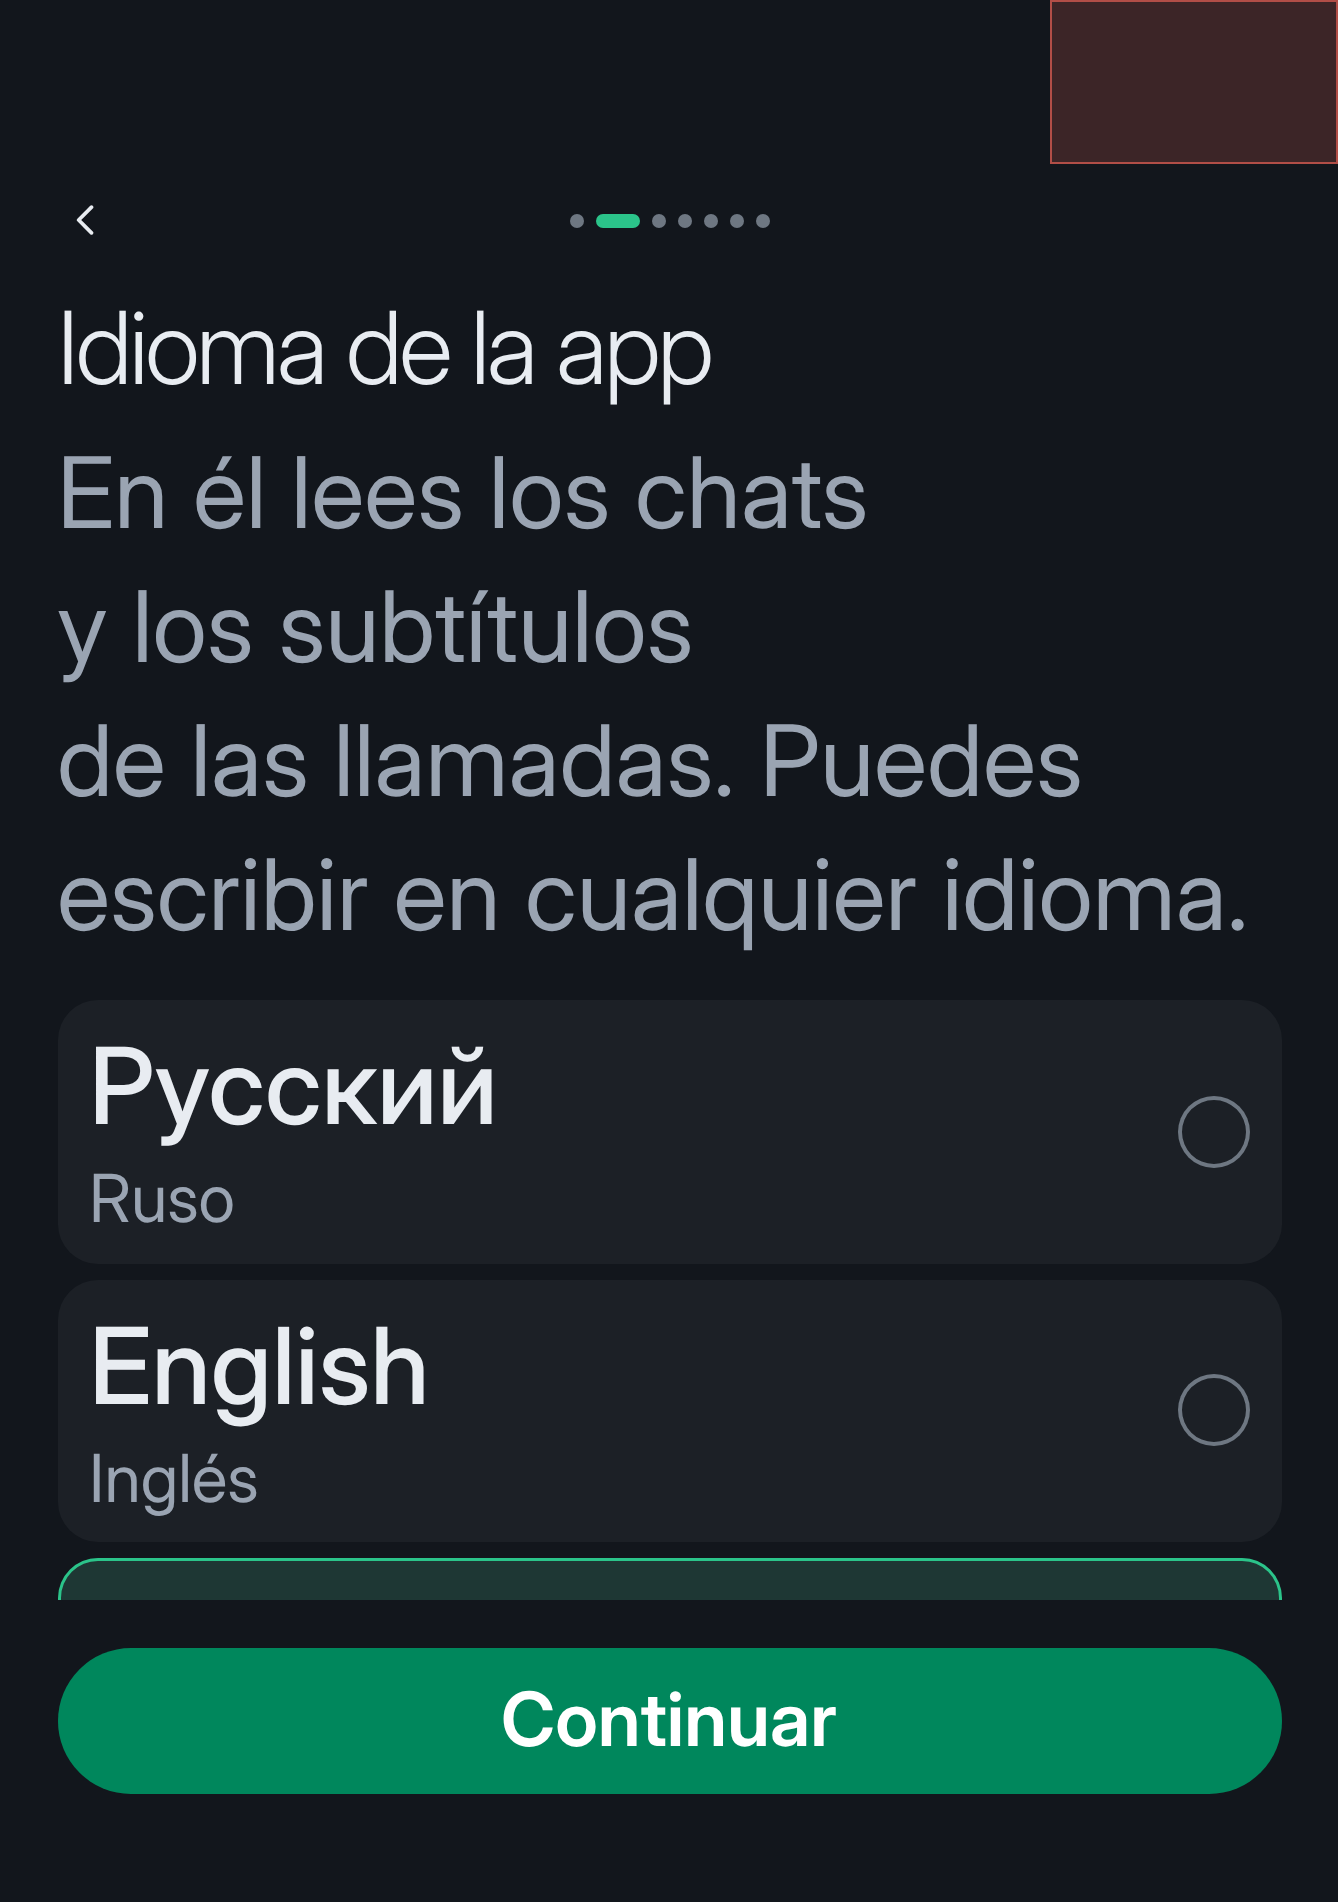 Idioma de la app
En él lees los chats
y los subtítulos
de las llamadas. Puedes
escribir en cualquier idioma.
Русский
Ruso
English
Inglés
Continuar